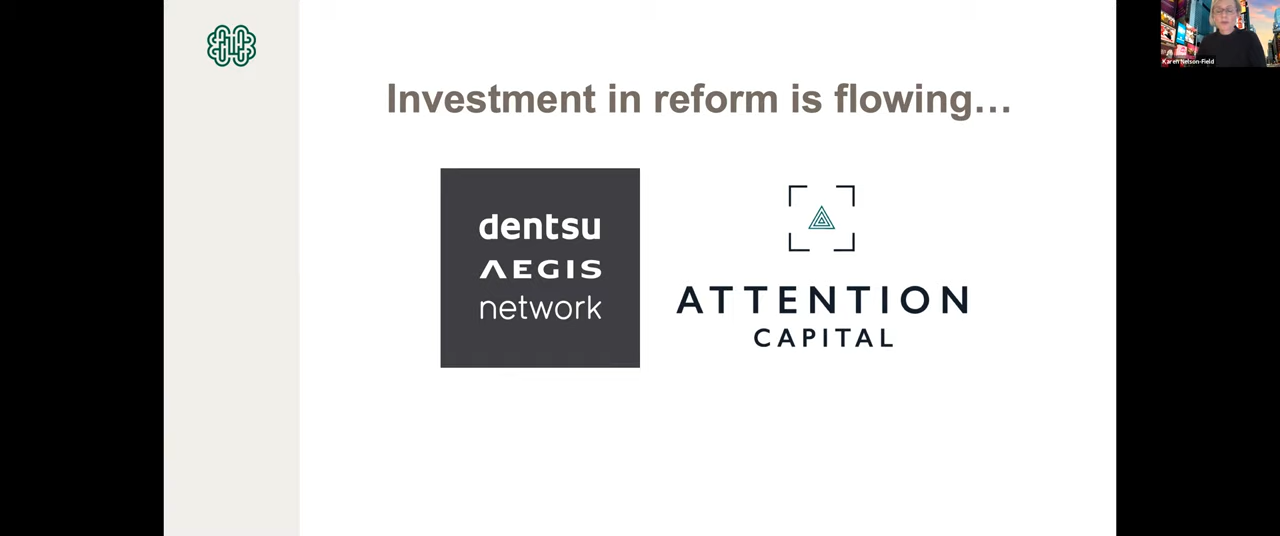 Investment in reform is flowing…
dentsu
AEGIS
network
ATTENTION
CAPITAL
Karen Nelson-Field